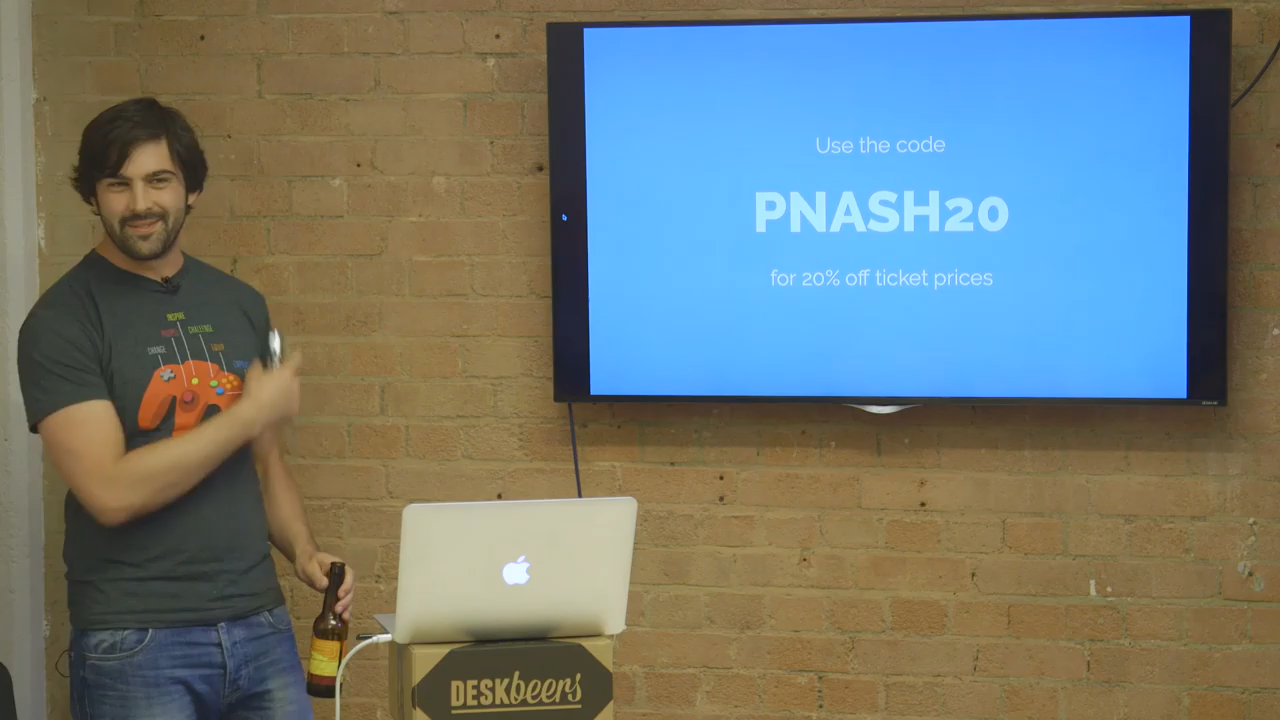 Use the code
PNASH20
for 20% off ticket prices
INSPIRE
CHALLENGE
CHANGE
DESKbeers